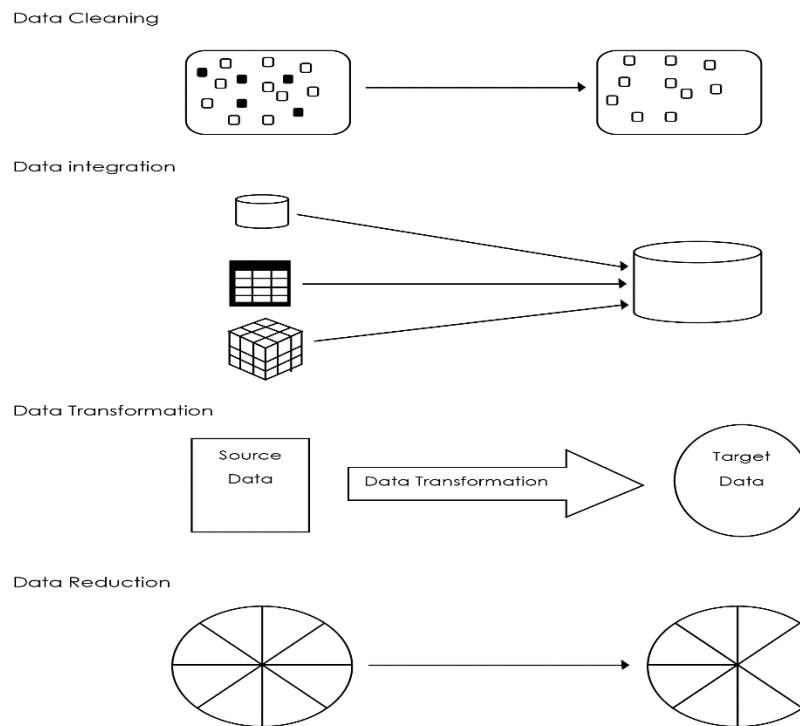 Data Cleaning
Data integration
Data Transformation
Source
Data
Data Transformation
Target
Data
Data Reduction